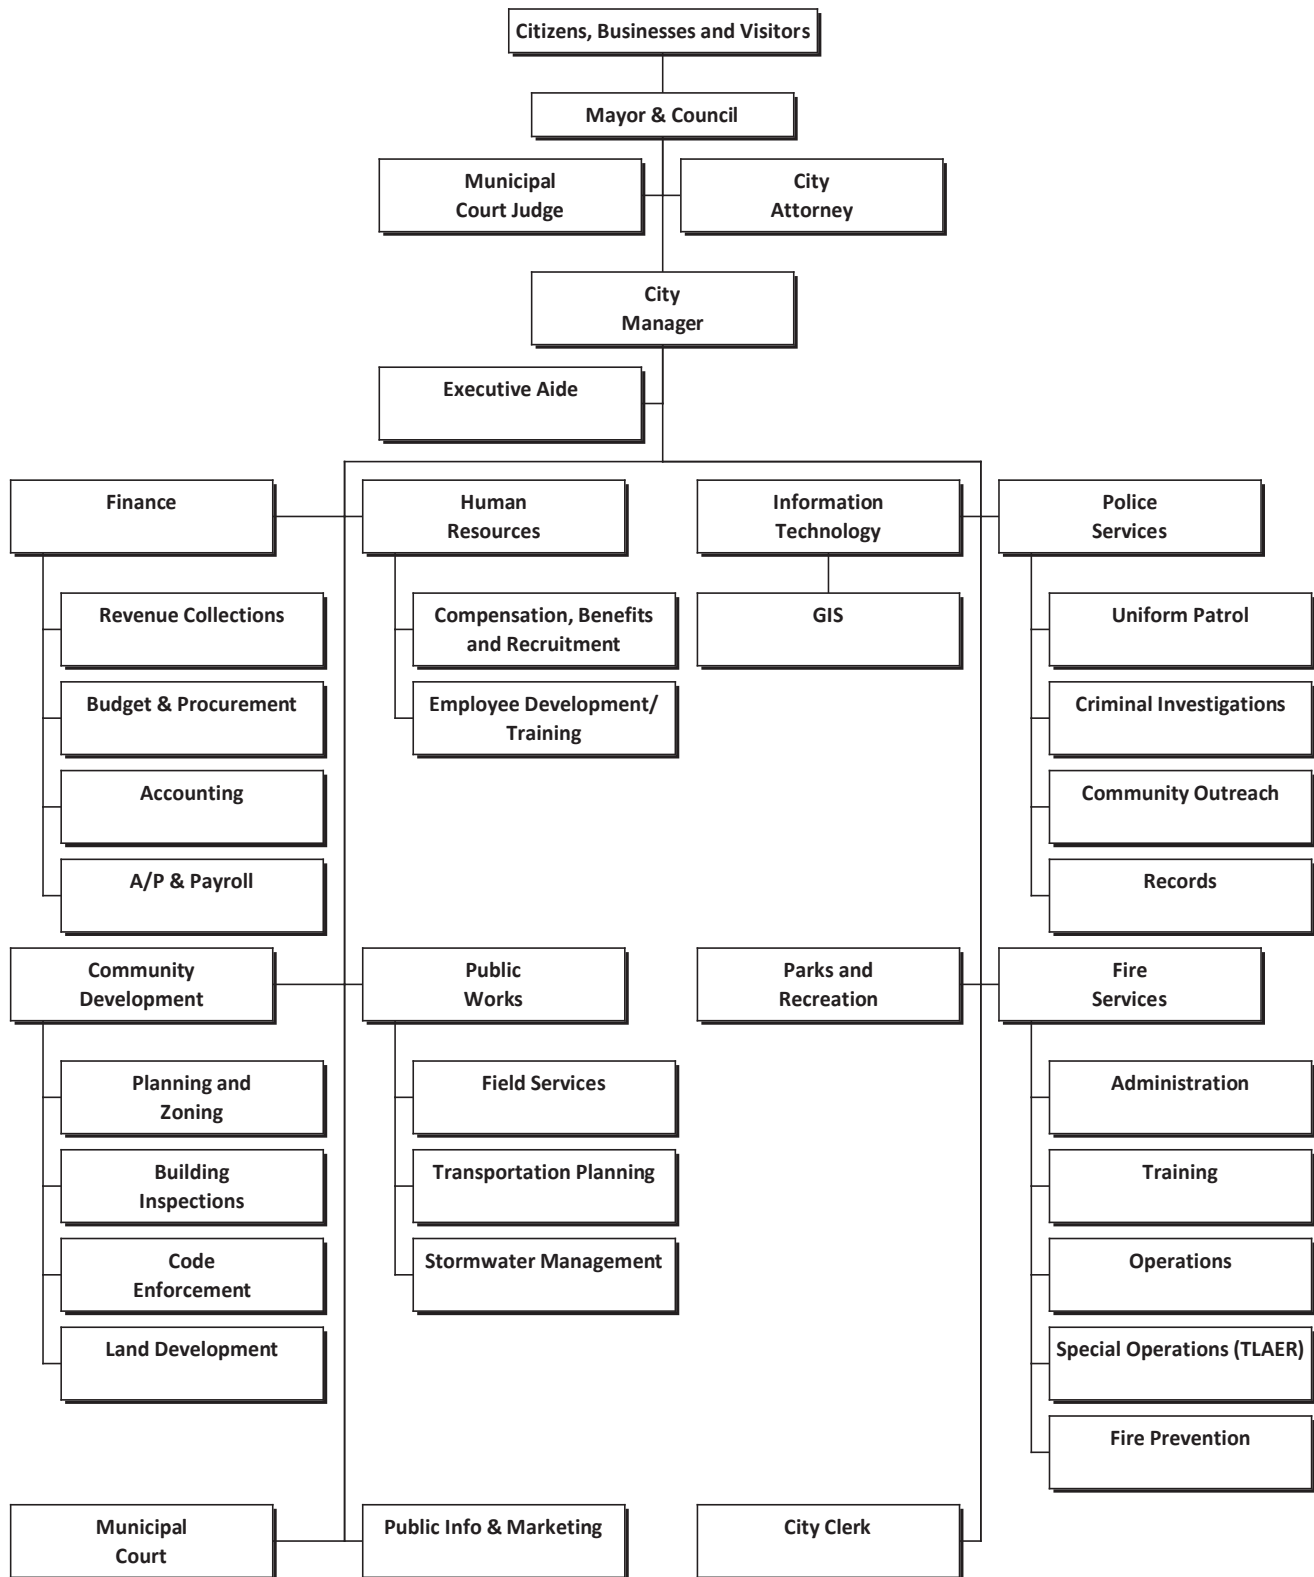 Citizens, Businesses and Visitors
Mayor & Council
Municipal
Court Judge
City
Attorney
City
Manager
Executive Aide
Finance
Human
Resources
Information
Technology
Police
Services
Revenue Collections
Compensation, Benefits
and Recruitment
GIS
Uniform Patrol
Budget & Procurement
Employee Development/
Training
Criminal Investigations
Accounting
Community Outreach
A/P & Payroll
Records
Community
Development
Public
Works
Parks and
Recreation
Fire
Services
Planning and
Zoning
Field Services
Administration
Building
Inspections
Transportation Planning
Training
Code
Enforcement
Stormwater Management
Operations
Land Development
Special Operations (TLAER)
Fire Prevention
Municipal
Court
Public Info & Marketing
City Clerk